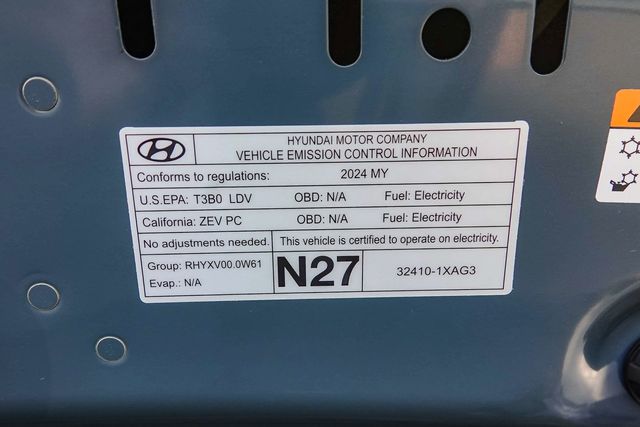 HYUNDAI MOTOR COMPANY
VEHICLE EMISSION CONTROL INFORMATION
Conforms to regulations: 2024 MY
U.S.EPA: T3B0 LDV OBD: N/A Fuel: Electricity
California: ZEV PC OBD: N/A Fuel: Electricity
No adjustments needed. This vehicle is certified to operate on electricity.
Group: RHYXV00.0W61
Evap.: N/A
N27
32410-1XAG3